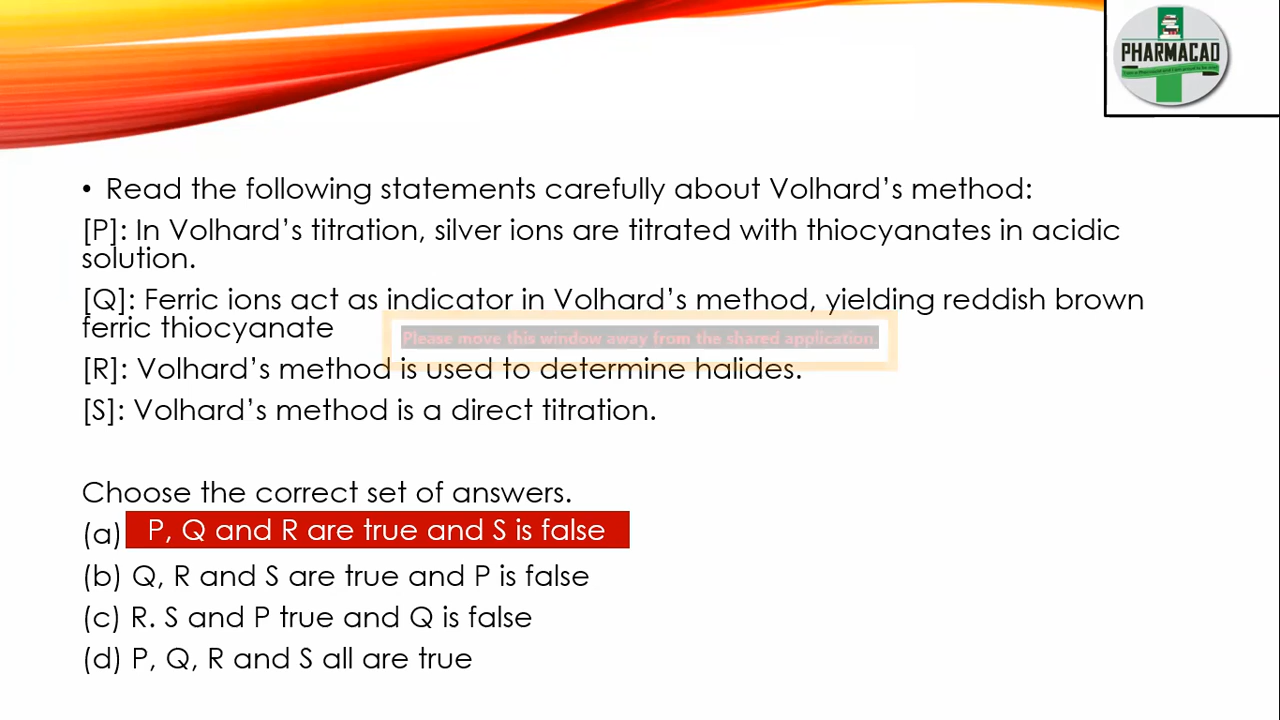 PHARMACAD
• Read the following statements carefully about Volhard's method:
[P]: In Volhard's titration, silver ions are titrated with thiocyanates in acidic
solution.
[Q]: Ferric ions act as indicator in Volhard's method, yielding reddish brown
ferric thiocyanate
Please move this window away from the shared application.
[R]: Volhard's method is used to determine halides.
[S]: Volhard's method is a direct titration.
Choose the correct set of answers.
(a) P, Q and R are true and S is false
(b) Q, R and S are true and P is false
(c) R. S and P true and Q is false
(d) P, Q, R and S all are true